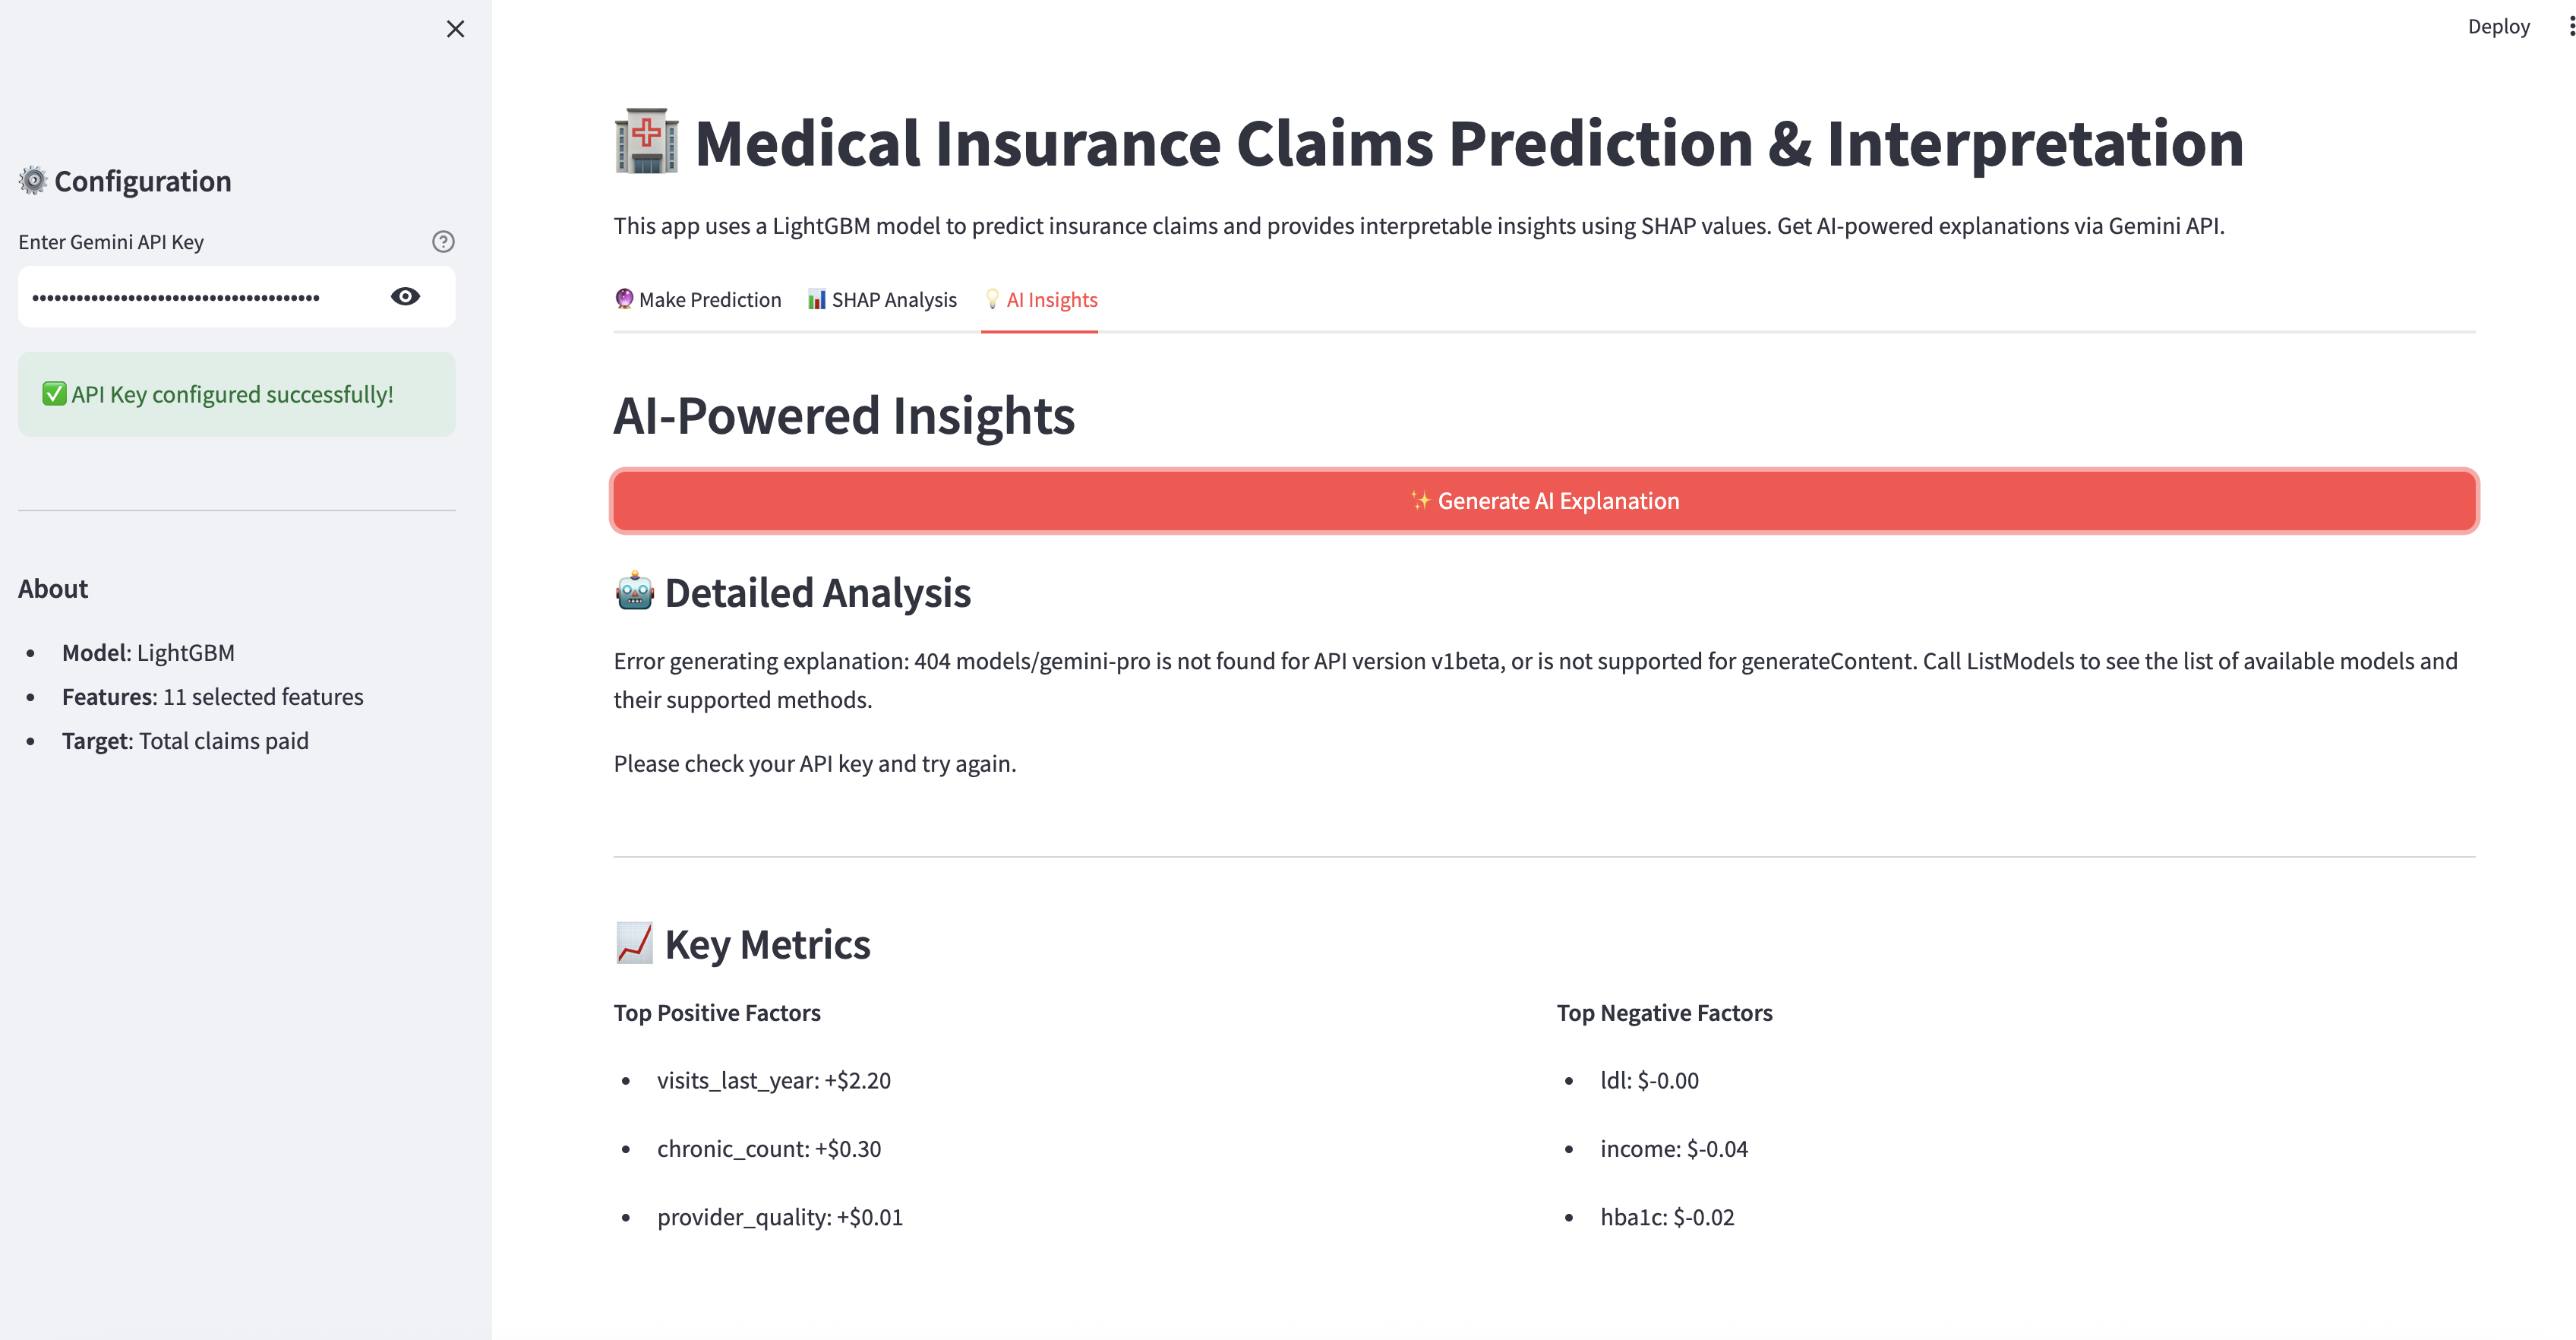 Deploy
⚙️ Configuration
Enter Gemini API Key
••••••••••••••••••••••••••••••••••••••
✅ API Key configured successfully!
About
• Model: LightGBM
• Features: 11 selected features
• Target: Total claims paid
🏥 Medical Insurance Claims Prediction & Interpretation
This app uses a LightGBM model to predict insurance claims and provides interpretable insights using SHAP values. Get AI-powered explanations via Gemini API.
🔮 Make Prediction 📊 SHAP Analysis 💡 AI Insights
AI-Powered Insights
✨ Generate AI Explanation
🤖 Detailed Analysis
Error generating explanation: 404 models/gemini-pro is not found for API version v1beta, or is not supported for generateContent. Call ListModels to see the list of available models and
their supported methods.
Please check your API key and try again.
📈 Key Metrics
Top Positive Factors
• visits_last_year: +$2.20
• chronic_count: +$0.30
• provider_quality: +$0.01
Top Negative Factors
• ldl: $-0.00
• income: $-0.04
• hba1c: $-0.02